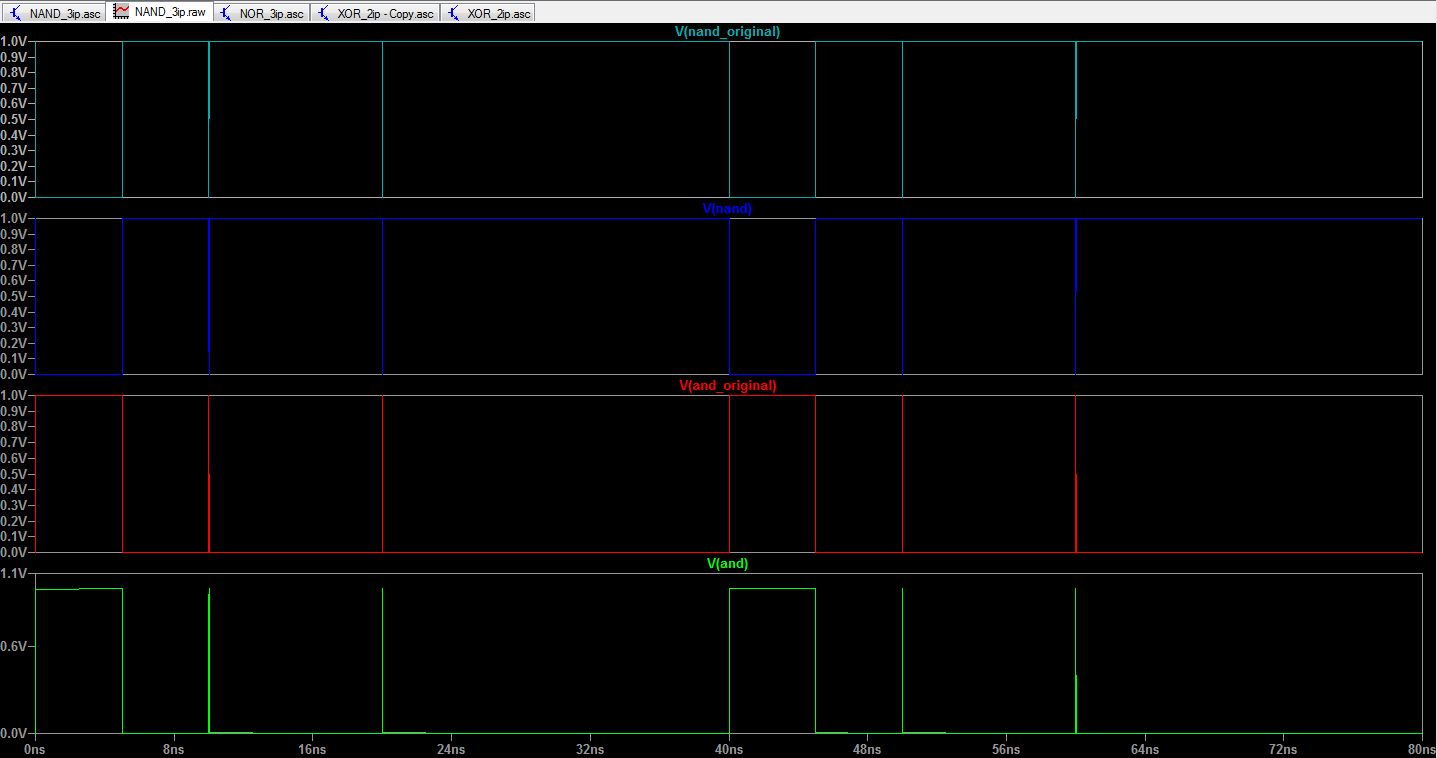 NAND_3ip.asc NAND_3ip.raw NOR_3ip.asc XOR_2ip - Copy.asc XOR_2ip.asc
V(nand_original)
1.0V
0.9V
0.8V
0.7V
0.6V
0.5V
0.4V
0.3V
0.2V
0.1V
0.0V
V(nand)
1.0V
0.9V
0.8V
0.7V
0.6V
0.5V
0.4V
0.3V
0.2V
0.1V
0.0V
V(and_original)
1.0V
0.9V
0.8V
0.7V
0.6V
0.5V
0.4V
0.3V
0.2V
0.1V
0.0V
V(and)
1.1V
0.6V
0.0V
0ns 8ns 16ns 24ns 32ns 40ns 48ns 56ns 64ns 72ns 80ns